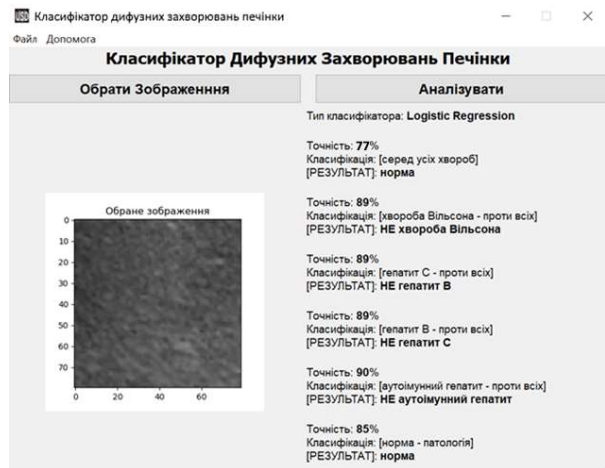 Класифікатор дифузних захворювань печінки
Файл Допомога
Класифікатор Дифузних Захворювань Печінки
Обрати Зображенння
Аналізувати
Тип класифікатора: Logistic Regression
Точність: 77%
Класифікація: [серед усіх хвороб]
[РЕЗУЛЬТАТ]: норма
Точність: 89%
Класифікація: [хвороба Вільсона - проти всіх]
[РЕЗУЛЬТАТ]: НЕ хвороба Вільсона
Точність: 89%
Класифікація: [гепатит С - проти всіх]
[РЕЗУЛЬТАТ]: НЕ гепатит В
Точність: 89%
Класифікація: [гепатит В - проти всіх]
[РЕЗУЛЬТАТ]: НЕ гепатит С
Точність: 90%
Класифікація: [аутоімунний гепатит - проти всіх]
[РЕЗУЛЬТАТ]: НЕ аутоімунний гепатит
Точність: 85%
Класифікація: [норма - патологія]
[РЕЗУЛЬТАТ]: норма
Обране зображення
0
10
20
30
40
50
60
70
0 20 40 60